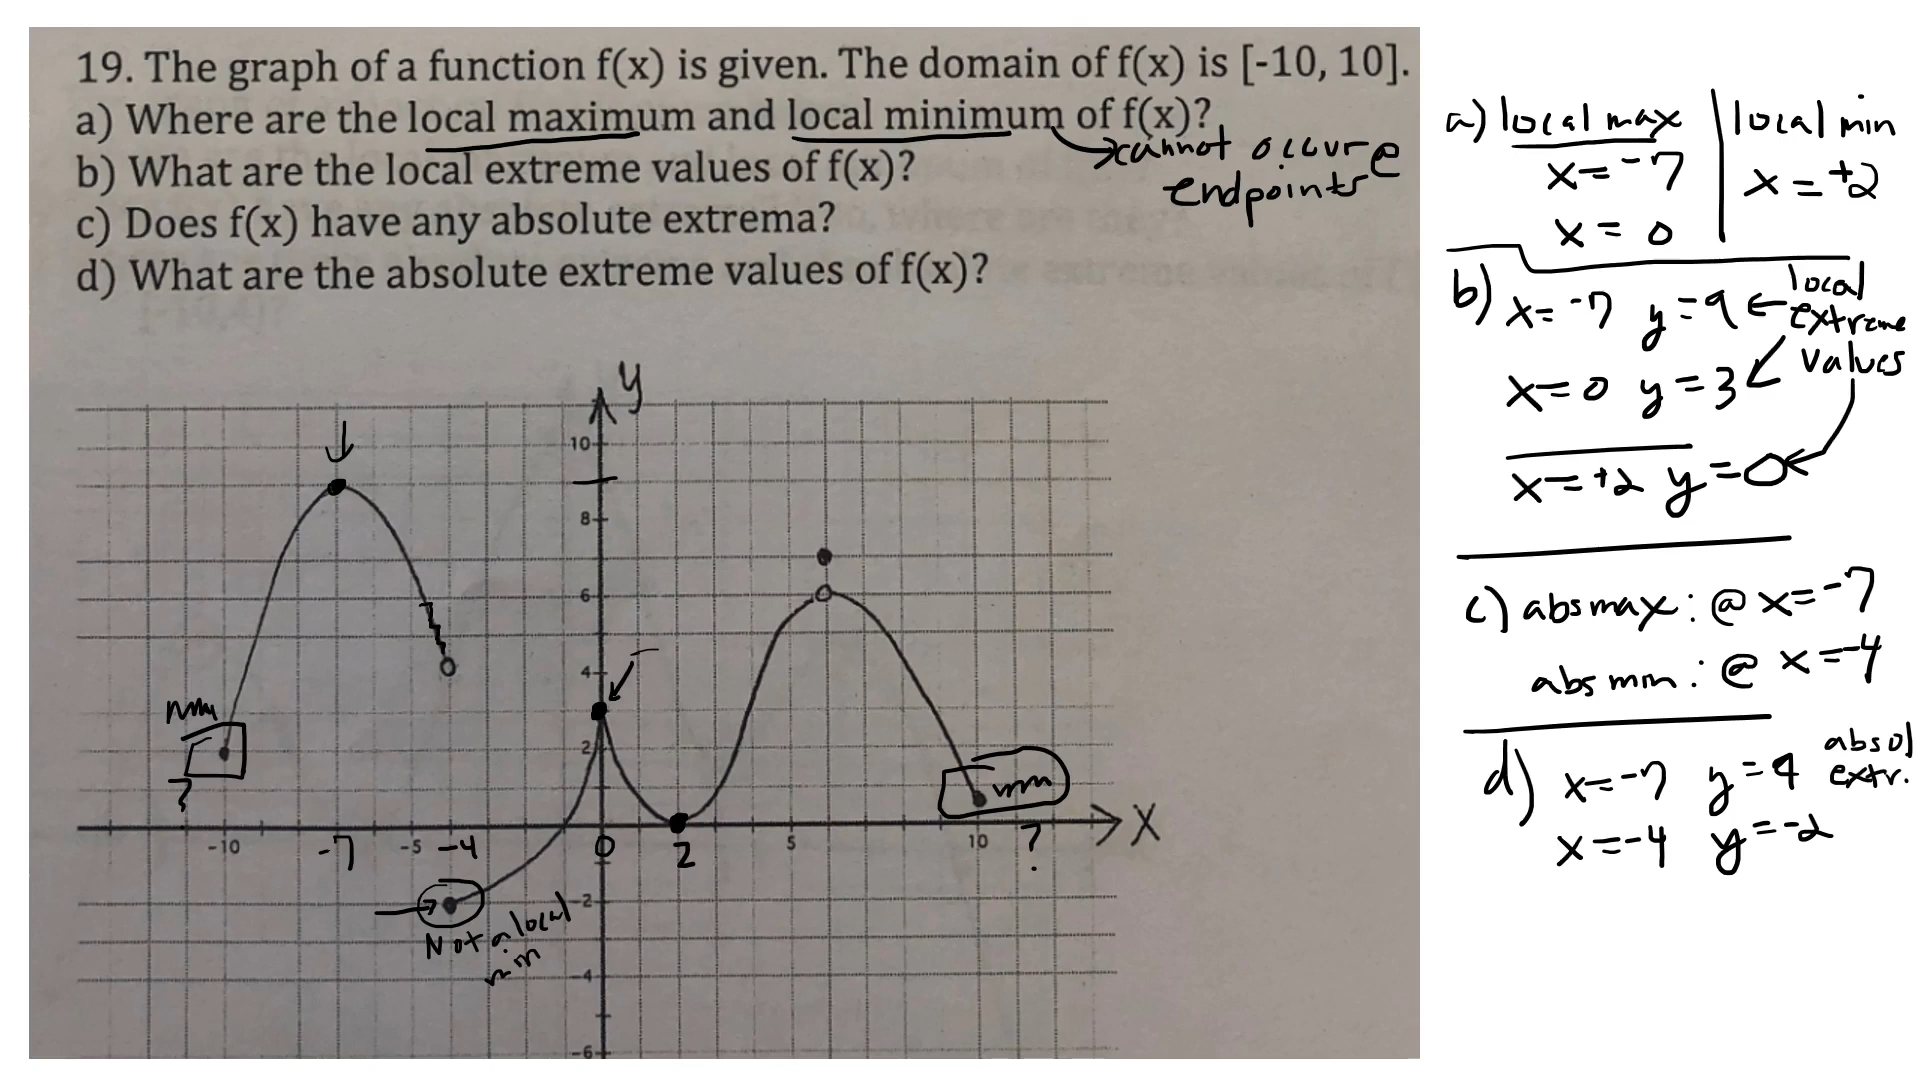 19. The graph of a function f(x) is given. The domain of f(x) is [-10, 10].
a) Where are the local maximum and local minimum of f(x)?
cannot occur @
endpoints
b) What are the local extreme values of f(x)?
c) Does f(x) have any absolute extrema?
d) What are the absolute extreme values of f(x)?
y
10
8
6
4
2
-2
-4
-6
-10
-7
-5
-4
0
2
5
10
X
?
?
Not a local
min
a) local max
x = -7
x = 0
local min
x = +2
b) x = -7 y = 9 ← local
extreme
values
x = 0 y = 3
x = +2 y = 0
c) abs max: @ x = -7
abs min: @ x = -4
d) x = -7 y = 9 absol
extr.
x = -4 y = -2